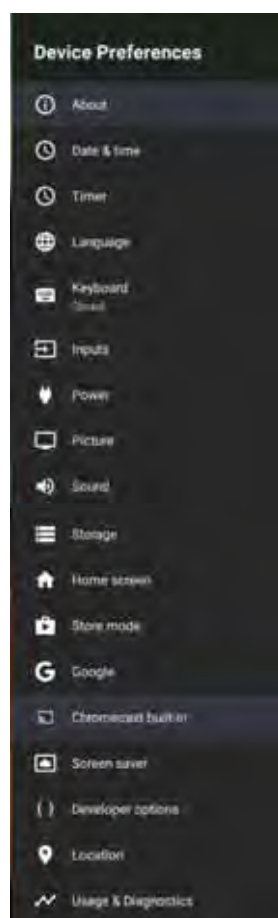 Device Preferences
About
Date & time
Timer
Language
Keyboard
Inputs
Power
Picture
Sound
Storage
Home screen
Store mode
Google
Chromecast built-in
Screen saver
Developer options
Location
Usage & Diagnostics